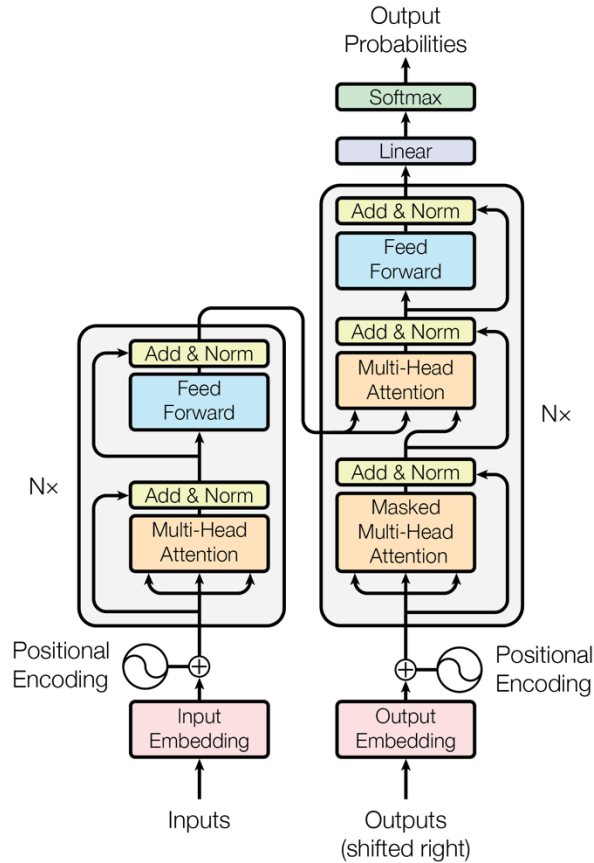 Output
Probabilities
Softmax
Linear
Add & Norm
Feed
Forward
Add & Norm
Multi-Head
Attention
Add & Norm
Masked
Multi-Head
Attention
Nx
Add & Norm
Feed
Forward
Add & Norm
Multi-Head
Attention
Nx
Positional
Encoding
Positional
Encoding
Input
Embedding
Output
Embedding
Inputs
Outputs
(shifted right)